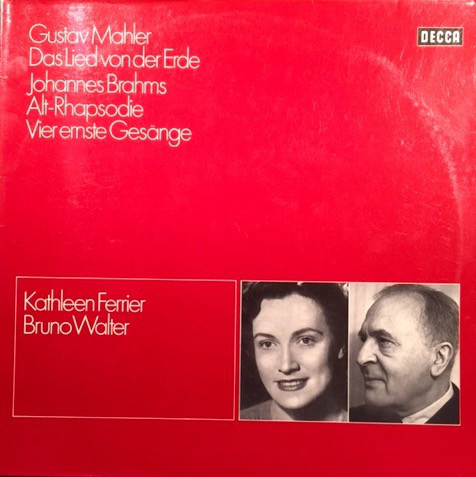 Gustav Mahler
Das Lied von der Erde
Johannes Brahms
Alt-Rhapsodie
Vier ernste Gesänge
DECCA
Kathleen Ferrier
Bruno Walter